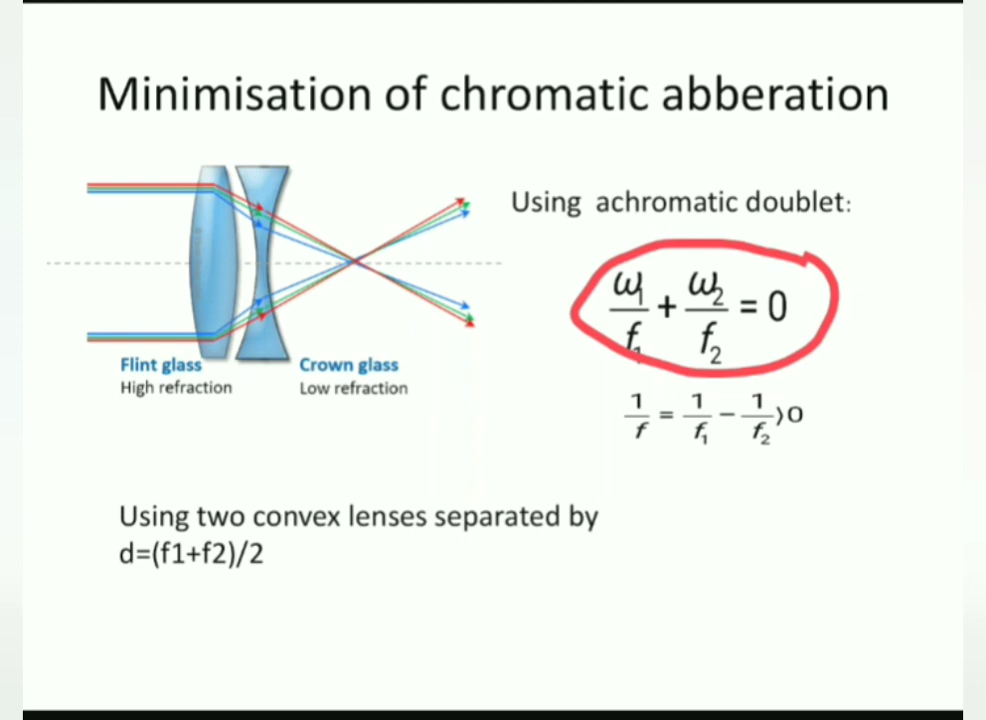 Minimisation of chromatic abberation
Using achromatic doublet:
ω1/f1 + ω2/f2 = 0
Flint glass
High refraction
Crown glass
Low refraction
1/f = 1/f1 − 1/f2 ⟩0
Using two convex lenses separated by
d=(f1+f2)/2